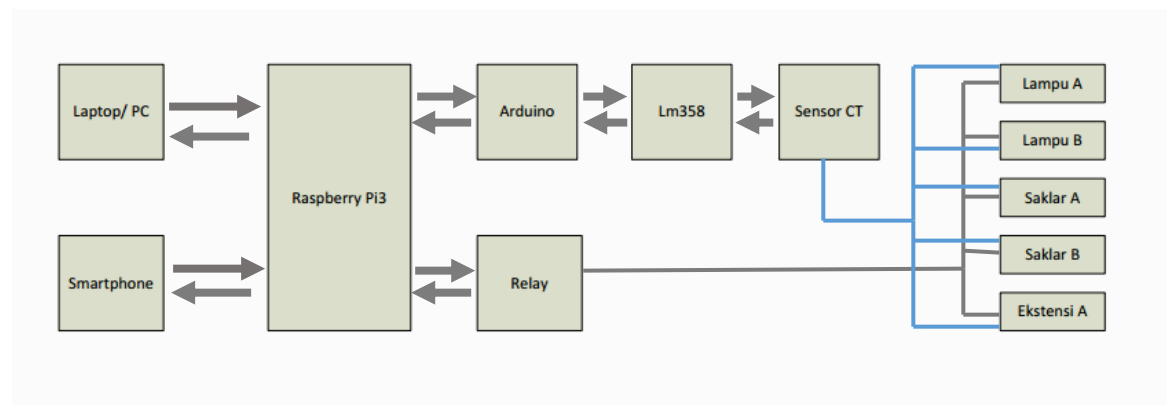 Laptop/ PC
Raspberry Pi3
Arduino
Lm358
Sensor CT
Lampu A
Lampu B
Saklar A
Saklar B
Ekstensi A
Smartphone
Relay